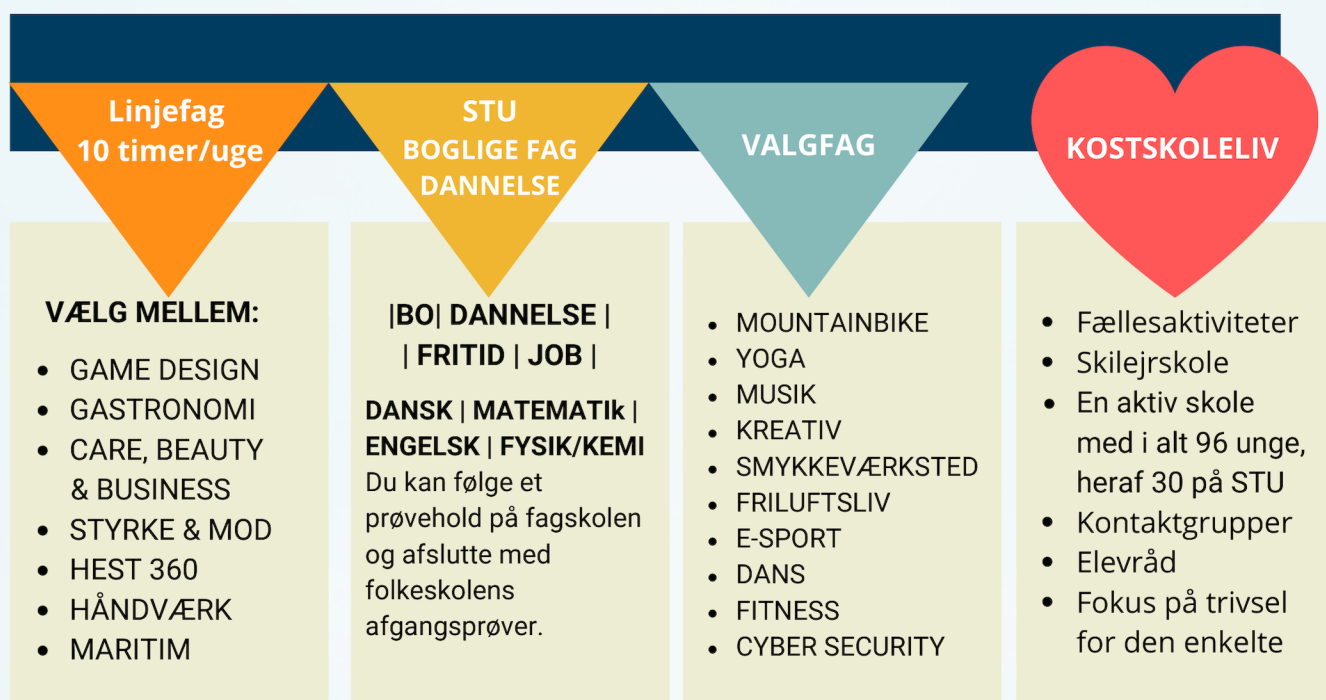 Linjefag
10 timer/uge
VÆLG MELLEM:
• GAME DESIGN
• GASTRONOMI
• CARE, BEAUTY
& BUSINESS
• STYRKE & MOD
• HEST 360
• HÅNDVÆRK
• MARITIM
STU
BOGLIGE FAG
DANNELSE
|BO| DANNELSE |
| FRITID | JOB |
DANSK | MATEMATIk |
ENGELSK | FYSIK/KEMI
Du kan følge et
prøvehold på fagskolen
og afslutte med
folkeskolens
afgangsprøver.
VALGFAG
• MOUNTAINBIKE
• YOGA
• MUSIK
• KREATIV
• SMYKKEVÆRKSTED
• FRILUFTSLIV
• E-SPORT
• DANS
• FITNESS
• CYBER SECURITY
KOSTSKOLELIV
• Fællesaktiviteter
• Skilejrskole
• En aktiv skole
med i alt 96 unge,
heraf 30 på STU
• Kontaktgrupper
• Elevråd
• Fokus på trivsel
for den enkelte